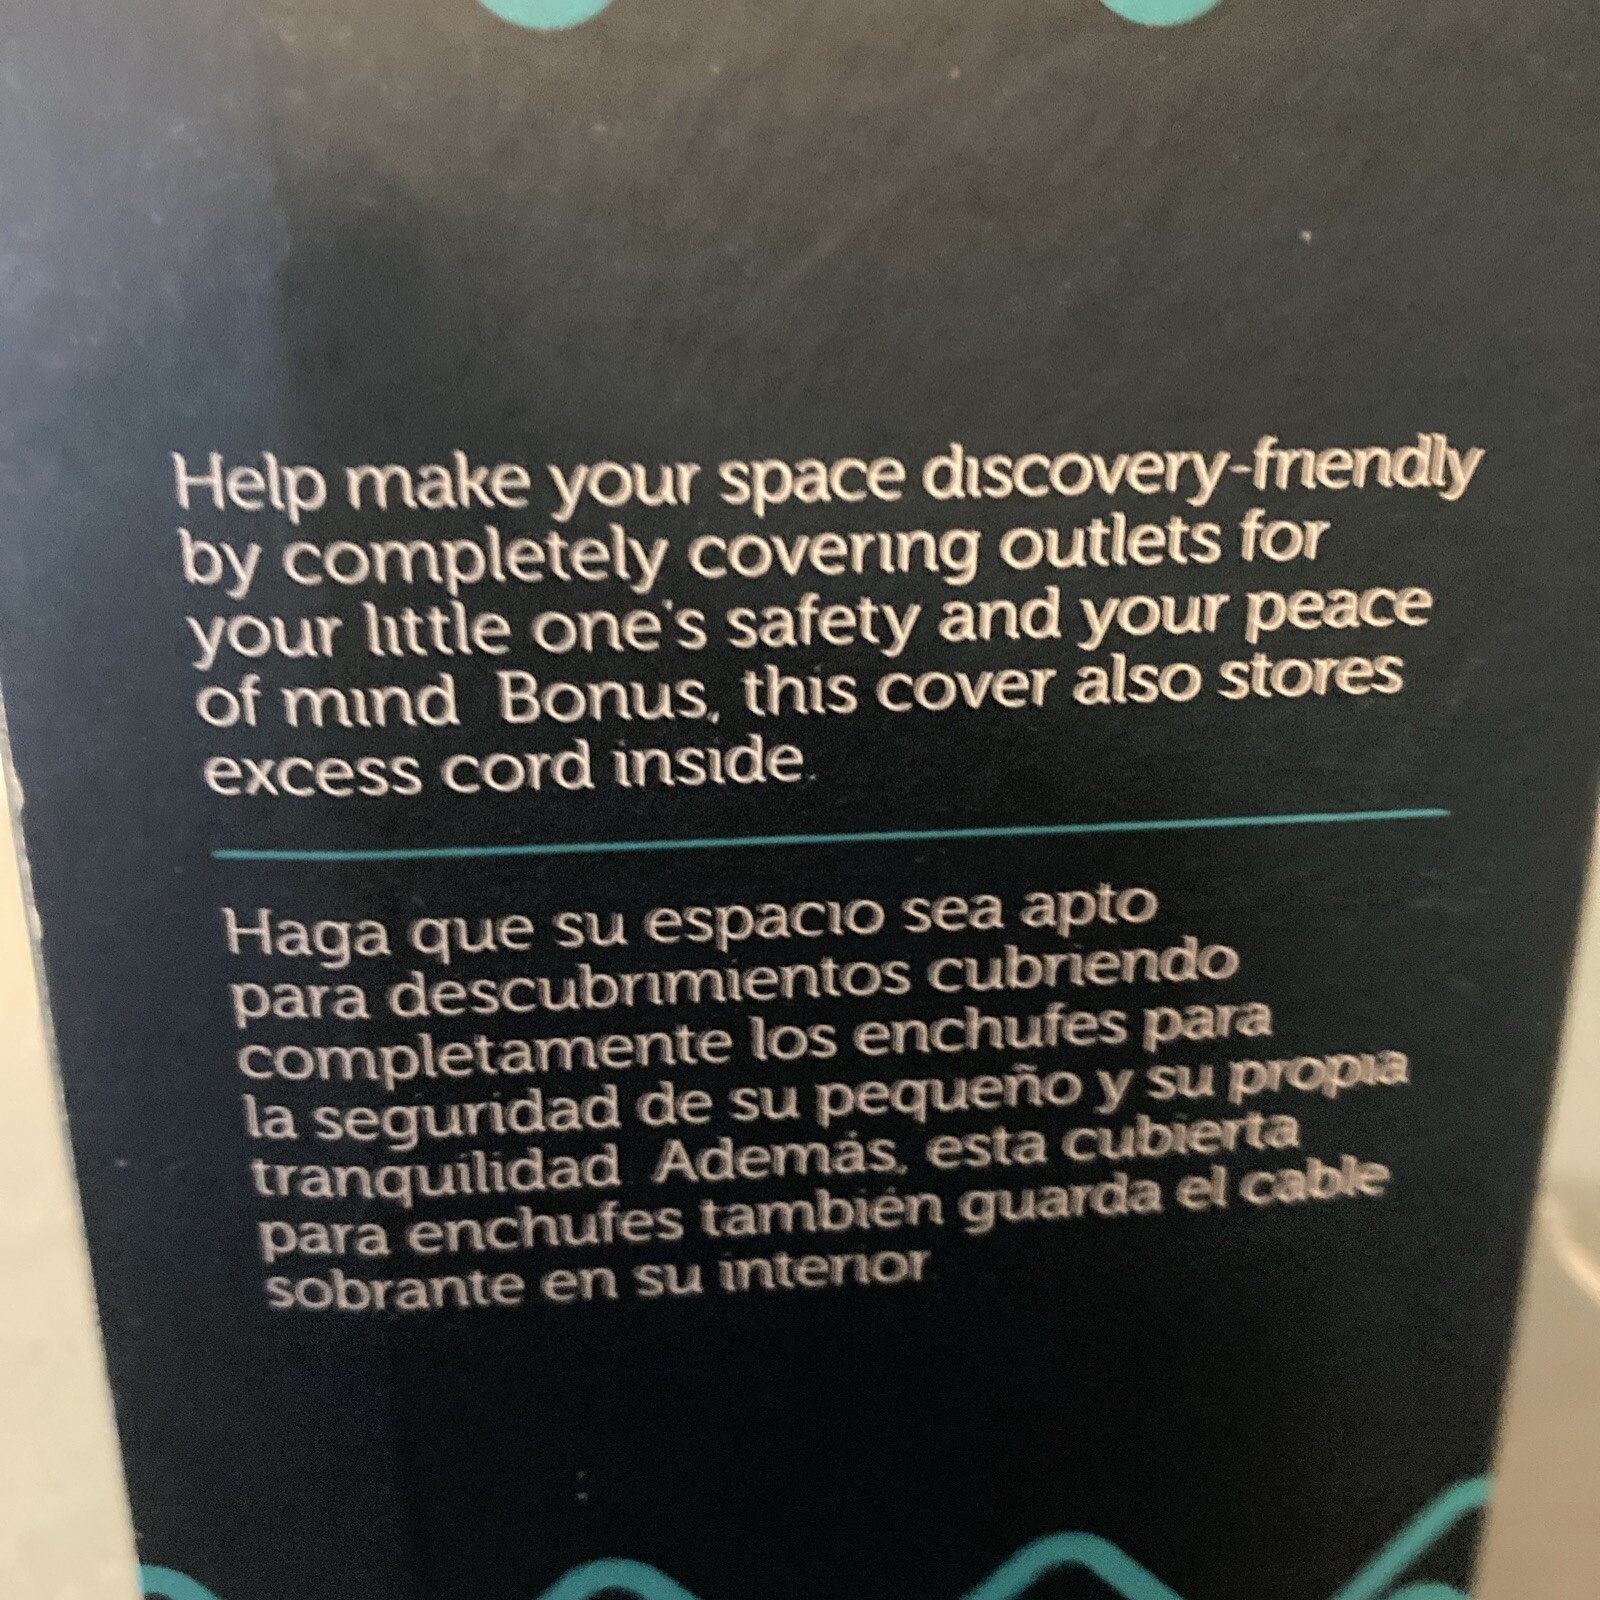 Help make your space discovery-friendly
by completely covering outlets for
your little one's safety and your peace
of mind. Bonus, this cover also stores
excess cord inside.
Haga que su espacio sea apto
para descubrimientos cubriendo
completamente los enchufes para
la seguridad de su pequeño y su propia
tranquilidad. Además, esta cubierta
para enchufes también guarda el cable
sobrante en su interior.